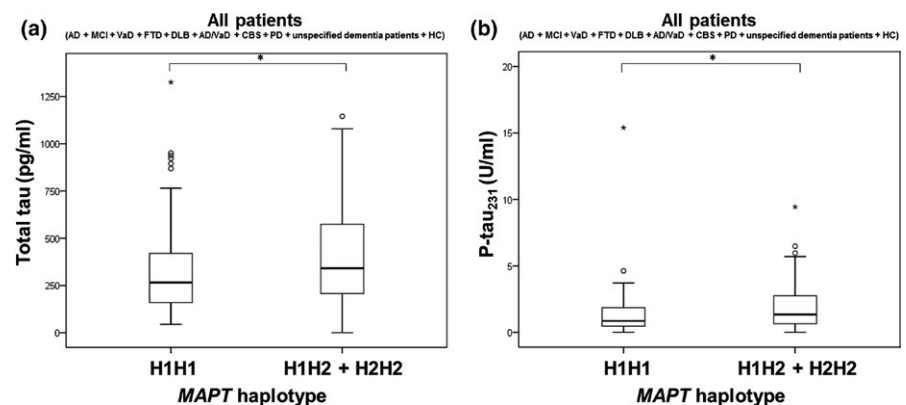 (a)
All patients
(AD + MCI + VaD + FTD + DLB + AD/VaD + CBS + PD + unspecified dementia patients + HC)
*
1250
1000
750
500
250
0
Total tau (pg/ml)
*
H1H1
H1H2 + H2H2
MAPT haplotype
(b)
All patients
(AD + MCI + VaD + FTD + DLB + AD/VaD + CBS + PD + unspecified dementia patients + HC)
*
20
15
10
5
0
P-tau231 (U/ml)
*
*
H1H1
H1H2 + H2H2
MAPT haplotype